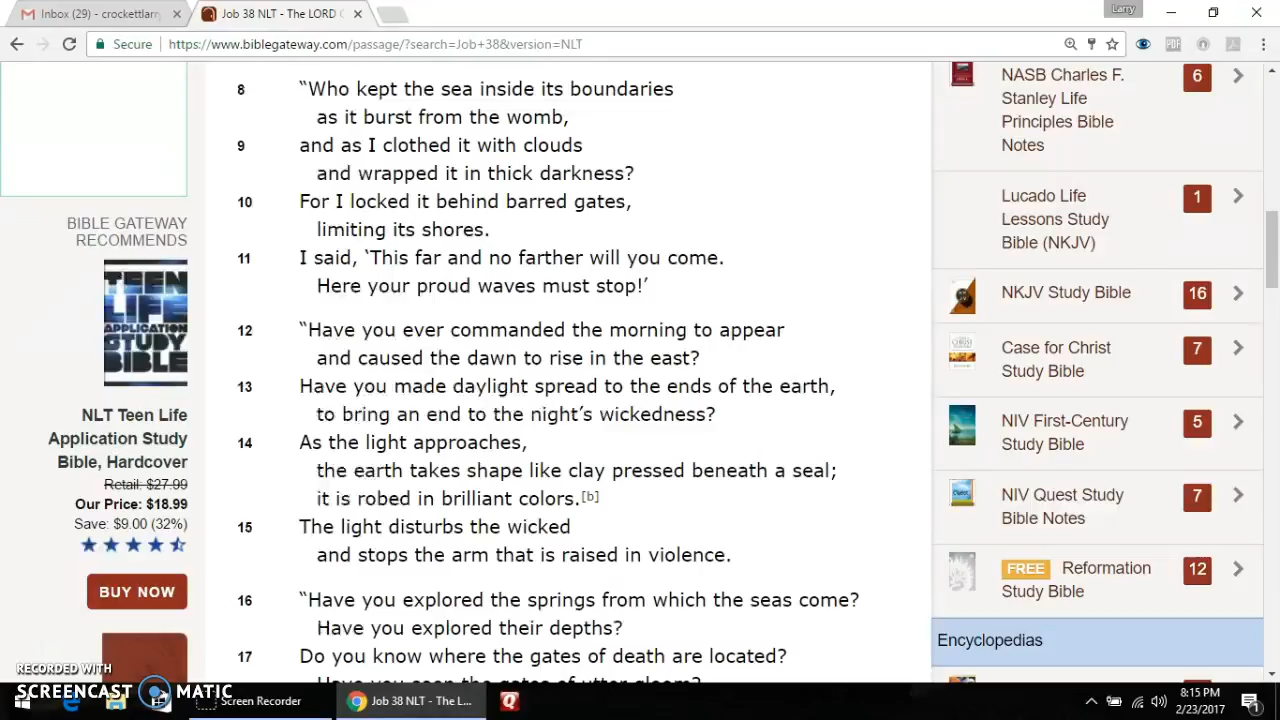 Inbox (29) - crockettlarr
Job 38 NLT - The LORD C
Larry
Secure
https://www.biblegateway.com/passage/?search=Job+38&version=NLT
BIBLE GATEWAY
RECOMMENDS
TEEN
LIFE
APPLICATION
STUDY
BIBLE
NLT Teen Life
Application Study
Bible, Hardcover
Retail: $27.99
Our Price: $18.99
Save: $9.00 (32%)
BUY NOW
8 “Who kept the sea inside its boundaries
as it burst from the womb,
9 and as I clothed it with clouds
and wrapped it in thick darkness?
10 For I locked it behind barred gates,
limiting its shores.
11 I said, ‘This far and no farther will you come.
Here your proud waves must stop!’
12 “Have you ever commanded the morning to appear
and caused the dawn to rise in the east?
13 Have you made daylight spread to the ends of the earth,
to bring an end to the night’s wickedness?
14 As the light approaches,
the earth takes shape like clay pressed beneath a seal;
it is robed in brilliant colors.[b]
15 The light disturbs the wicked
and stops the arm that is raised in violence.
16 “Have you explored the springs from which the seas come?
Have you explored their depths?
17 Do you know where the gates of death are located?
Have you seen the gates of utter gloom?
NASB Charles F. 6
Stanley Life
Principles Bible
Notes
Lucado Life 1
Lessons Study
Bible (NKJV)
NKJV Study Bible 16
Case for Christ 7
Study Bible
NIV First-Century 5
Study Bible
NIV Quest Study 7
Bible Notes
FREE Reformation 12
Study Bible
Encyclopedias
RECORDED WITH
SCREENCAST MATIC
Screen Recorder
Job 38 NLT - The L...
8:15 PM
2/23/2017